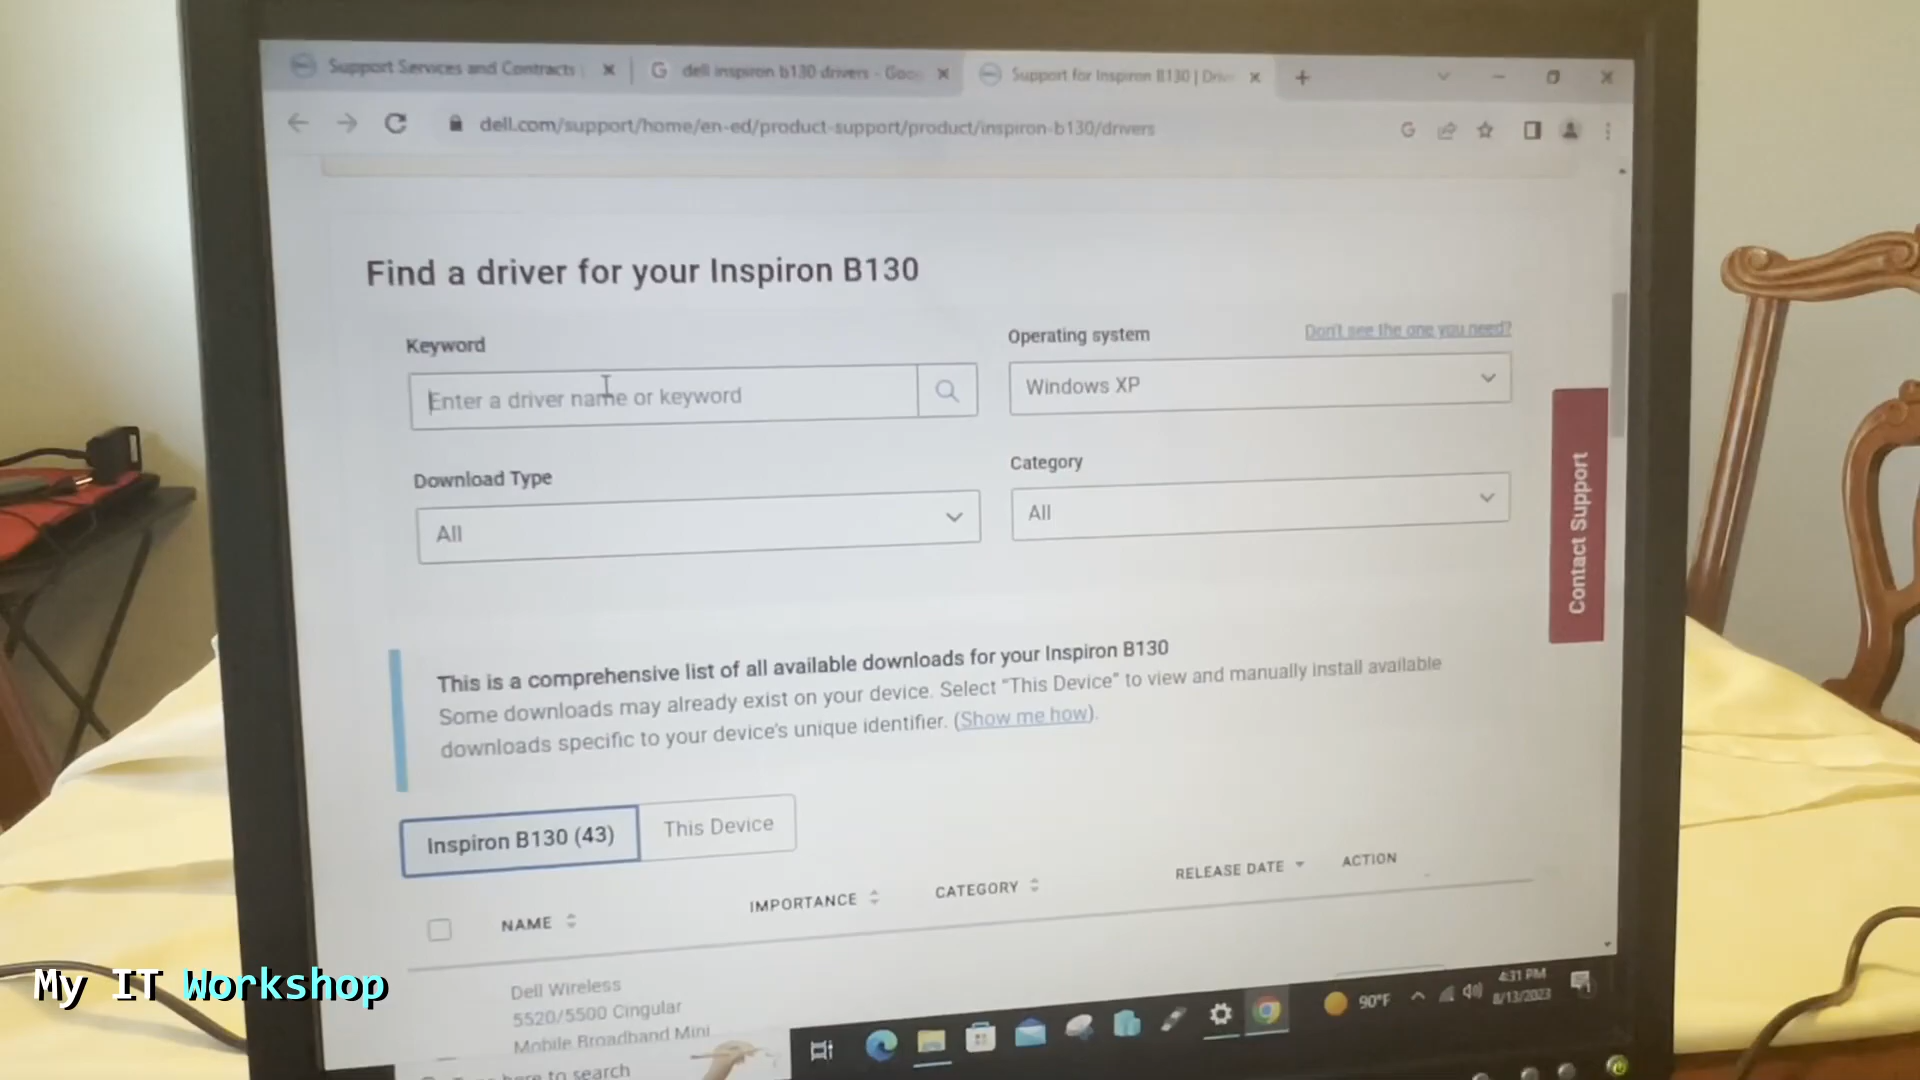 Support Services and Contracts
dell inspiron b130 drivers - Goo
Support for Inspiron B130 | Driv
dell.com/support/home/en-ed/product-support/product/inspiron-b130/drivers
Find a driver for your Inspiron B130
Keyword
Enter a driver name or keyword
Operating system
Don't see the one you need?
Windows XP
Download Type
All
Category
All
Contact Support
This is a comprehensive list of all available downloads for your Inspiron B130
Some downloads may already exist on your device. Select "This Device" to view and manually install available
downloads specific to your device's unique identifier. (Show me how).
Inspiron B130 (43)
This Device
NAME
IMPORTANCE
CATEGORY
RELEASE DATE
ACTION
Dell Wireless
5520/5500 Cingular
Mobile Broadband Mini
here to search
90°F
4:31 PM
8/13/2023
My IT Workshop